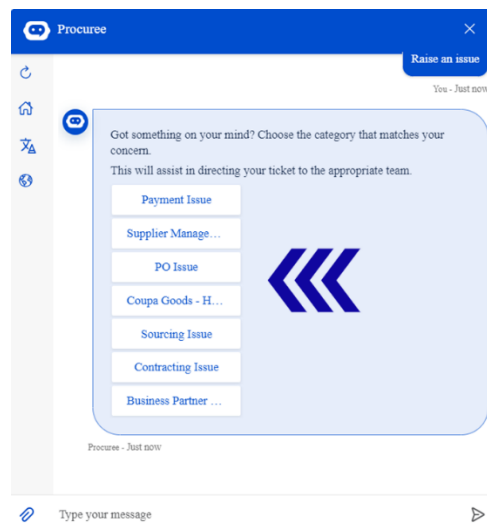 Procuree
Raise an issue
You - Just now
Got something on your mind? Choose the category that matches your
concern.
This will assist in directing your ticket to the appropriate team.
Payment Issue
Supplier Manage...
PO Issue
Coupa Goods - H...
Sourcing Issue
Contracting Issue
Business Partner ...
Procuree - Just now
Type your message